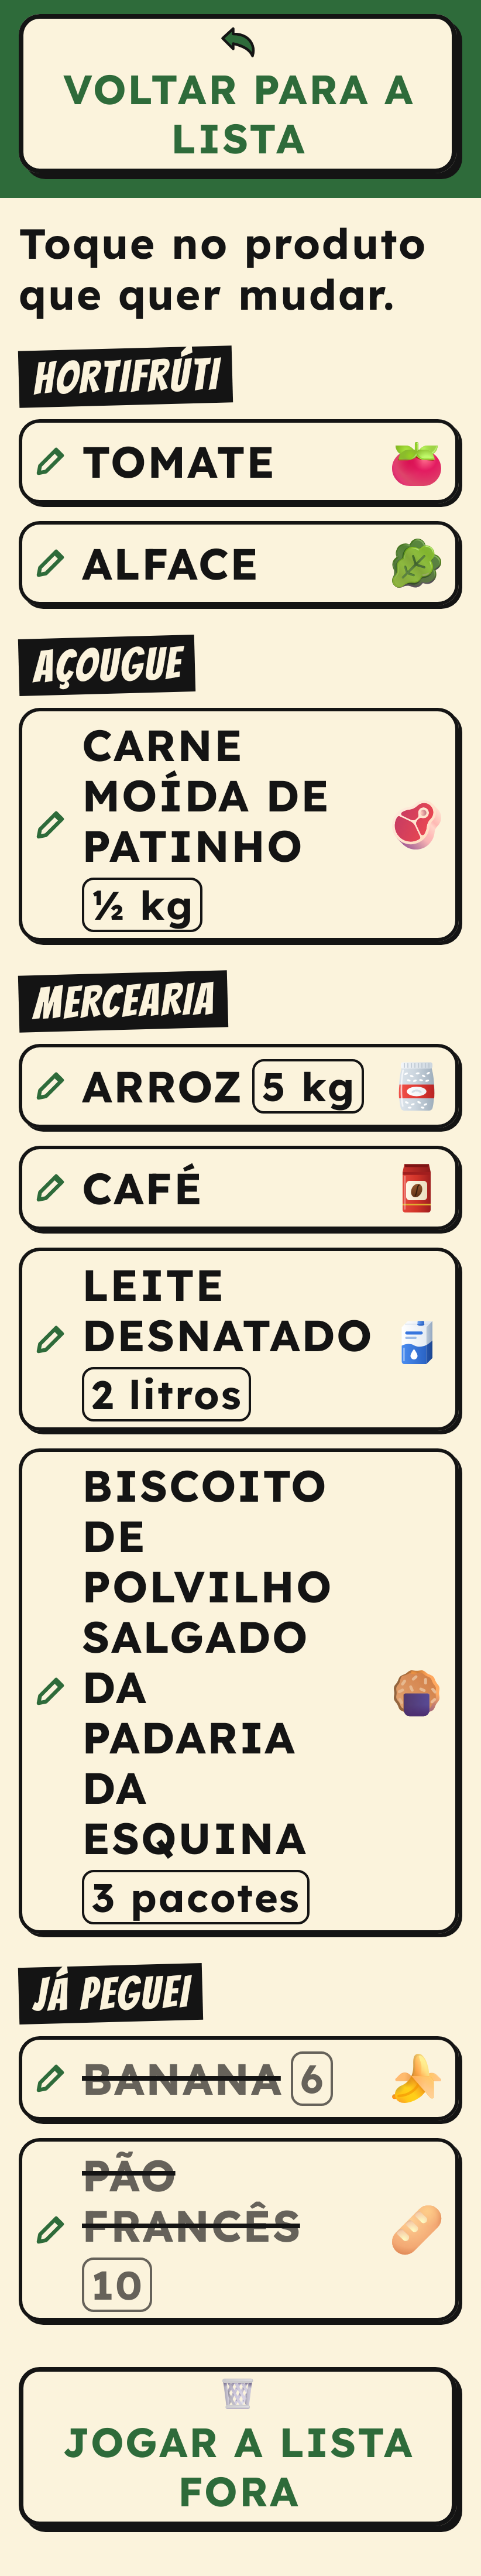 VOLTAR PARA A
LISTA
Toque no produto
que quer mudar.
HORTIFRÚTI
TOMATE
ALFACE
AÇOUGUE
CARNE
MOÍDA DE
PATINHO
½ kg
MERCEARIA
ARROZ 5 kg
CAFÉ
LEITE
DESNATADO
2 litros
BISCOITO
DE
POLVILHO
SALGADO
DA
PADARIA
DA
ESQUINA
3 pacotes
JÁ PEGUEI
BANANA 6
PÃO
FRANCÊS
10
JOGAR A LISTA
FORA